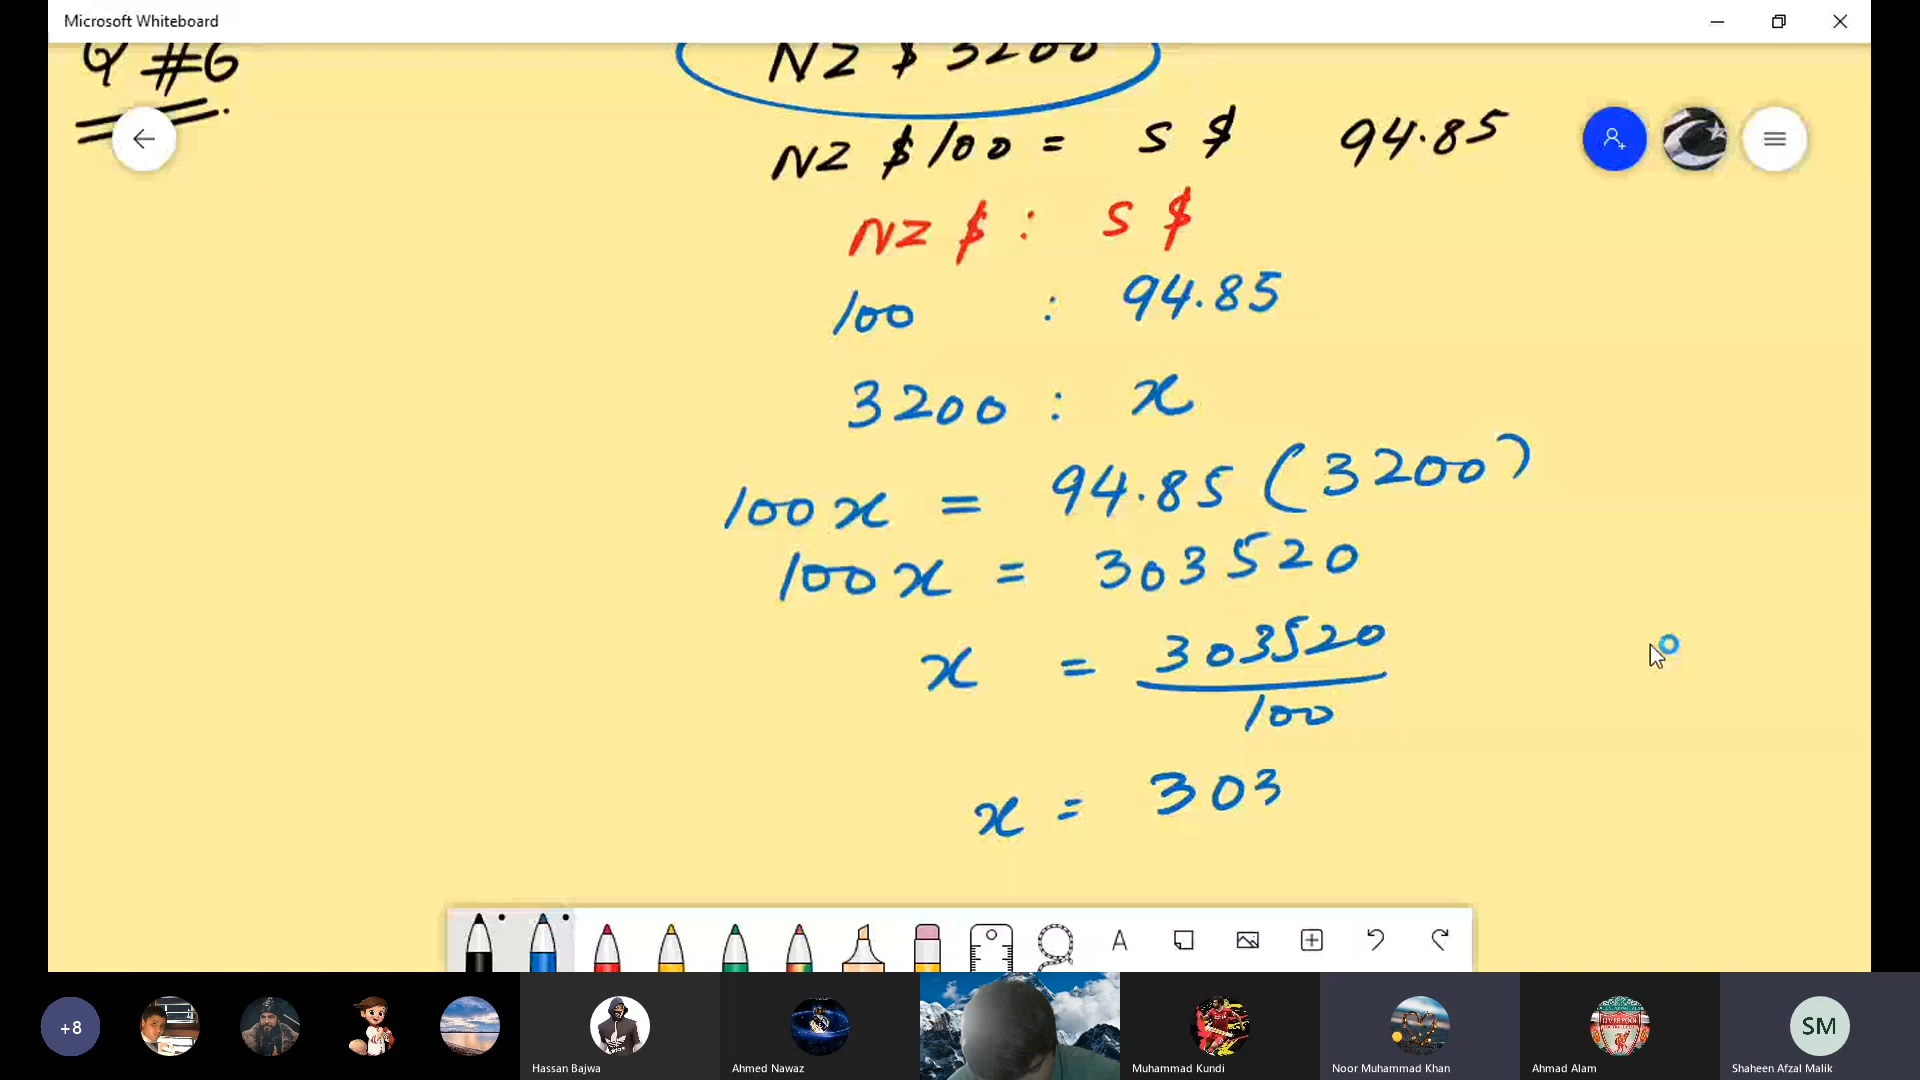 Microsoft Whiteboard
Q #6
NZ $ 3200
NZ $ 100 = S $ 94.85
NZ $ : S $
100 : 94.85
3200 : x
100x = 94.85 (3200)
100x = 303520
x = 303520
100
x = 303
+8
Hassan Bajwa
Ahmed Nawaz
Muhammad Kundi
Noor Muhammad Khan
Ahmad Alam
SM
Shaheen Afzal Malik